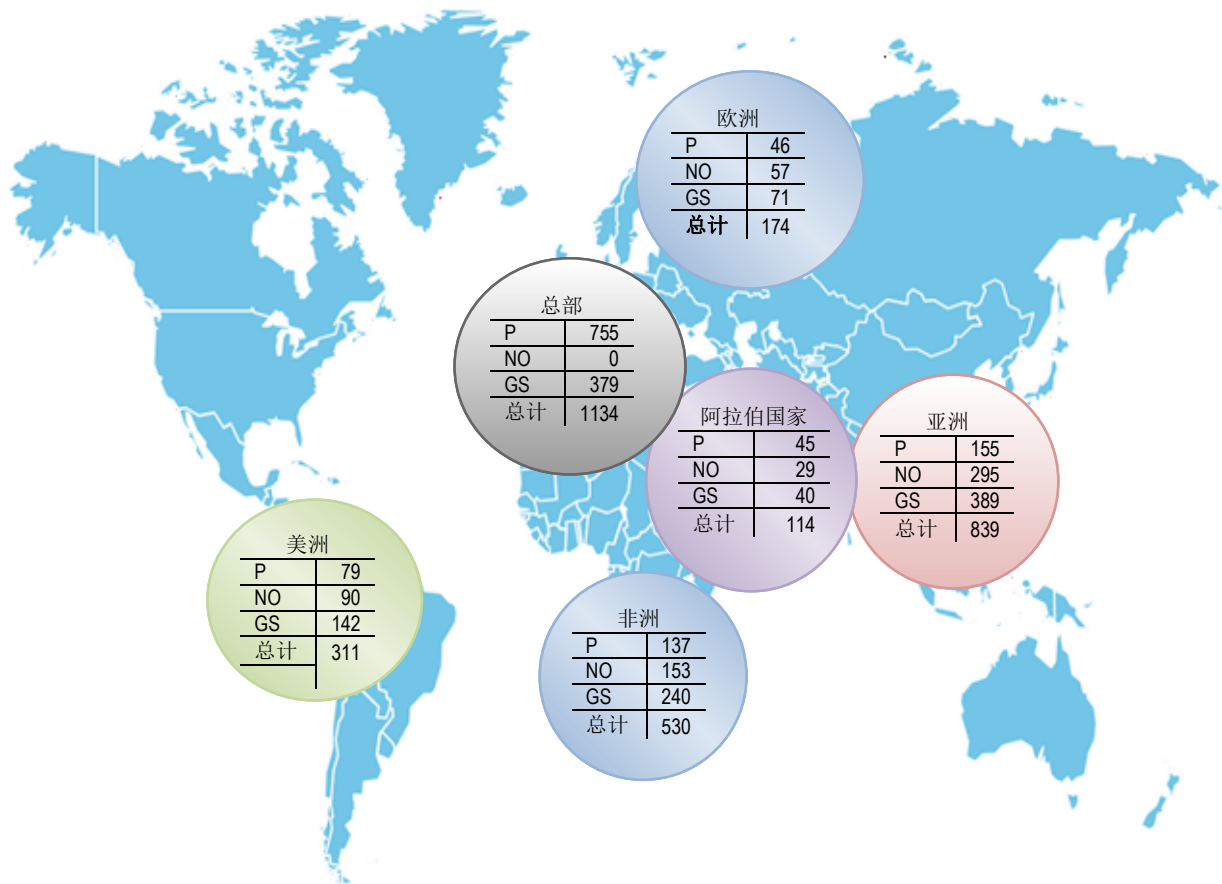 欧洲
P 46
NO 57
GS 71
总计 174
总部
P 755
NO 0
GS 379
总计 1134
阿拉伯国家
P 45
NO 29
GS 40
总计 114
亚洲
P 155
NO 295
GS 389
总计 839
美洲
P 79
NO 90
GS 142
总计 311
非洲
P 137
NO 153
GS 240
总计 530